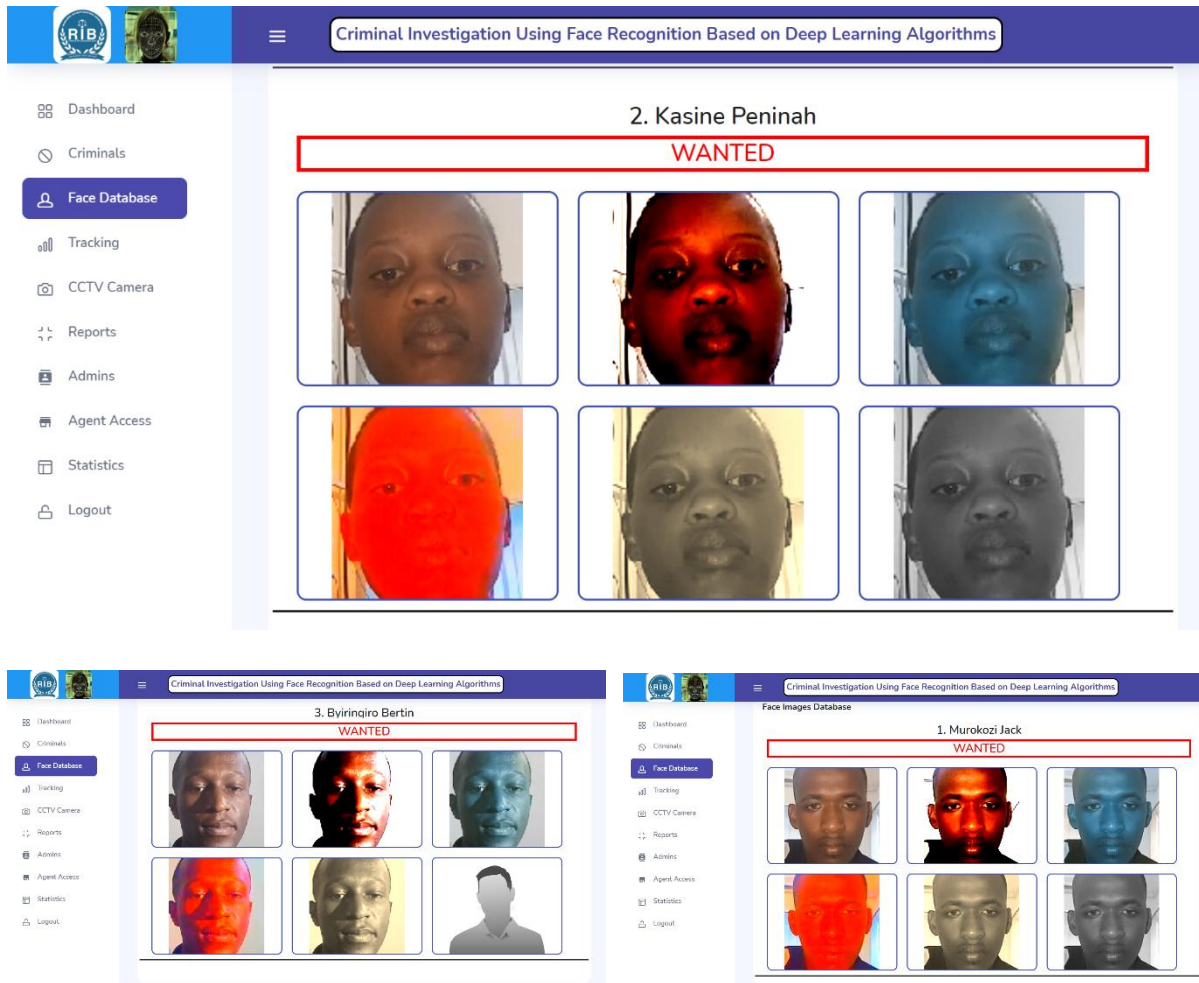 RIB
Criminal Investigation Using Face Recognition Based on Deep Learning Algorithms
Dashboard
Criminals
Face Database
Tracking
CCTV Camera
Reports
Admins
Agent Access
Statistics
Logout
2. Kasine Peninah
WANTED
RIB
Criminal Investigation Using Face Recognition Based on Deep Learning Algorithms
Dashboard
Criminals
Face Database
Tracking
CCTV Camera
Reports
Admins
Agent Access
Statistics
Logout
3. Byiringiro Bertin
WANTED
RIB
Criminal Investigation Using Face Recognition Based on Deep Learning Algorithms
Dashboard
Criminals
Face Database
Tracking
CCTV Camera
Reports
Admins
Agent Access
Statistics
Logout
Face Images Database
1. Murokozi Jack
WANTED